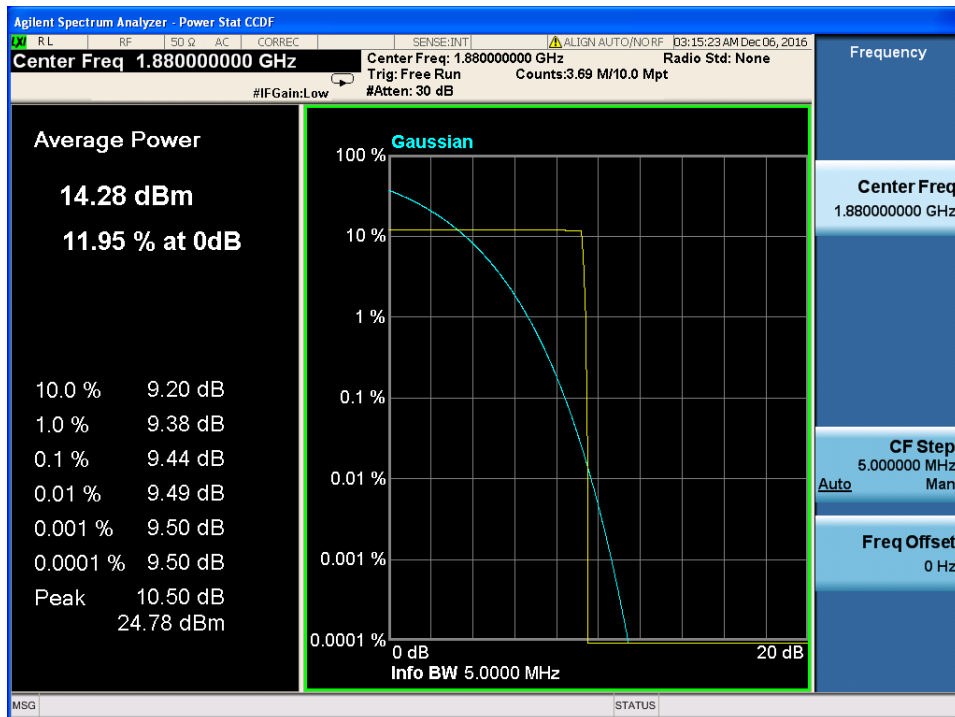 Agilent Spectrum Analyzer - Power Stat CCDF
LXI RL RF 50 Ω AC CORREC SENSE:INT ALIGN AUTO/NO RF 03:15:23 AM Dec 06, 2016
Center Freq 1.880000000 GHz
#IFGain:Low
Center Freq: 1.880000000 GHz Radio Std: None
Trig: Free Run Counts:3.69 M/10.0 Mpt
#Atten: 30 dB
Average Power
14.28 dBm
11.95 % at 0dB
10.0 % 9.20 dB
1.0 % 9.38 dB
0.1 % 9.44 dB
0.01 % 9.49 dB
0.001 % 9.50 dB
0.0001 % 9.50 dB
Peak 10.50 dB
24.78 dBm
Gaussian
100 %
10 %
1 %
0.1 %
0.01 %
0.001 %
0.0001 %
0 dB 20 dB
Info BW 5.0000 MHz
Frequency
Center Freq
1.880000000 GHz
CF Step
5.000000 MHz
Auto Man
Freq Offset
0 Hz
MSG STATUS